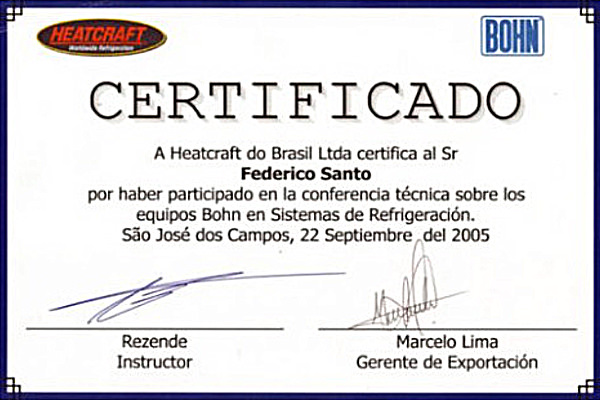 HEATCRAFT
Worldwide Refrigeration
BOHN
CERTIFICADO
A Heatcraft do Brasil Ltda certifica al Sr
Federico Santo
por haber participado en la conferencia técnica sobre los
equipos Bohn en Sistemas de Refrigeración.
São José dos Campos, 22 Septiembre del 2005
Rezende
Instructor
Marcelo Lima
Gerente de Exportación